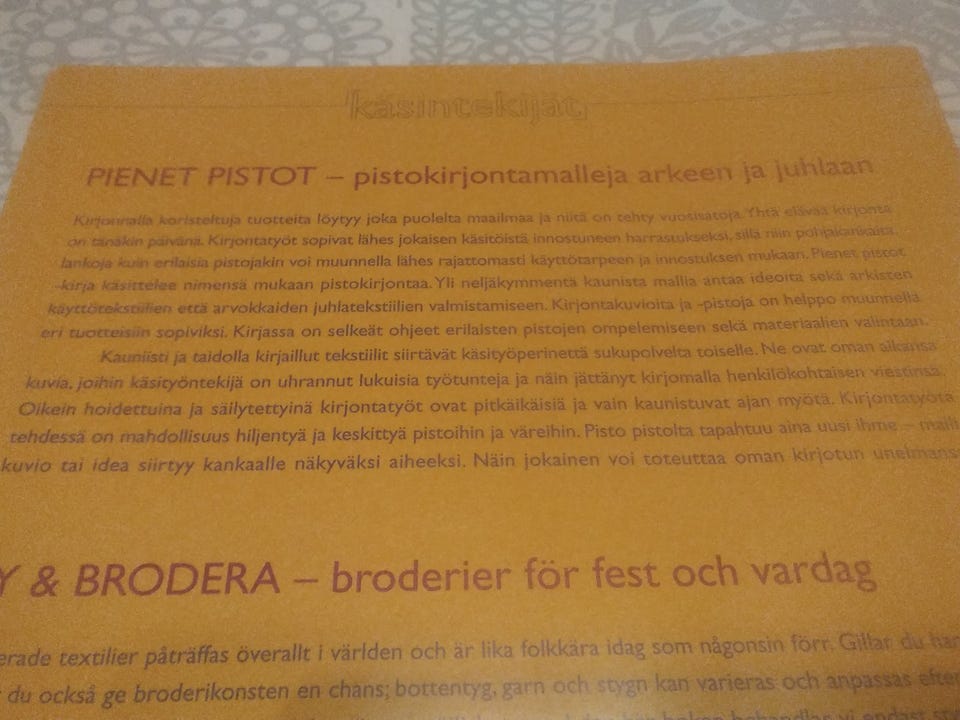 käsintekijät
PIENET PISTOT – pistokirjontamalleja arkeen ja juhlaan
Kirjonnalla koristeltuja tuotteita löytyy joka puolelta maailmaa ja niitä on tehty vuosisatoja. Yhtä elävää kirjonta
on tänäkin päivänä. Kirjontatyöt sopivat lähes jokaisen käsitöistä innostuneen harrastukseksi, sillä niin pohjakankaita,
lankoja kuin erilaisia pistojakin voi muunnella lähes rajattomasti käyttötarpeen ja innostuksen mukaan. Pienet pistot
-kirja käsittelee nimensä mukaan pistokirjontaa. Yli neljäkymmentä kaunista mallia antaa ideoita sekä arkisten
käyttötekstiilien että arvokkaiden juhlatekstiilien valmistamiseen. Kirjontakuvioita ja -pistoja on helppo muunnella
eri tuotteisiin sopiviksi. Kirjassa on selkeät ohjeet erilaisten pistojen ompelemiseen sekä materiaalien valintaan.
Kauniisti ja taidolla kirjaillut tekstiilit siirtävät käsityöperinettä sukupolvelta toiselle. Ne ovat oman aikansa
kuvia, joihin käsityöntekijä on uhrannut lukuisia työtunteja ja näin jättänyt kirjomalla henkilökohtaisen viestinsä.
Oikein hoidettuina ja säilytettyinä kirjontatyöt ovat pitkäikäisiä ja vain kaunistuvat ajan myötä. Kirjontatyötä
tehdessä on mahdollisuus hiljentyä ja keskittyä pistoihin ja väreihin. Pisto pistolta tapahtuu aina uusi ihme – malli
kuvio tai idea siirtyy kankaalle näkyväksi aiheeksi. Näin jokainen voi toteuttaa oman kirjotun unelmans
Y & BRODERA – broderier för fest och vardag
erade textilier påträffas överallt i världen och är lika folkkära idag som någonsin förr. Gillar du han
du också ge broderikonsten en chans; bottentyg, garn och stygn kan varieras och anpassas efte